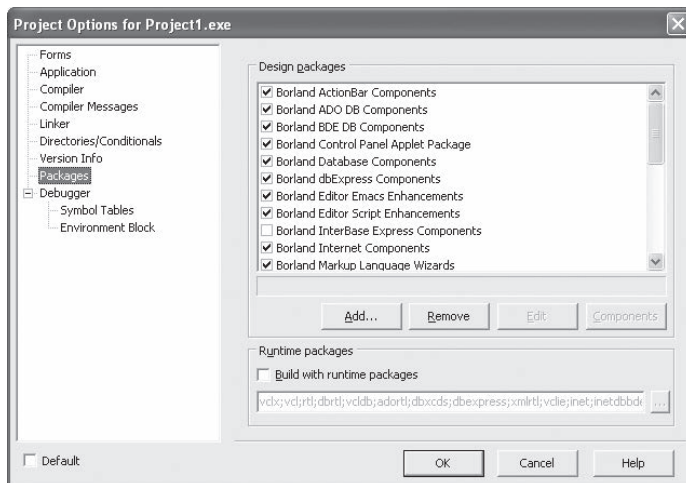 Project Options for Project1.exe
Forms
Application
Compiler
Compiler Messages
Linker
Directories/Conditionals
Version Info
Packages
Debugger
Symbol Tables
Environment Block
Design packages
Borland ActionBar Components
Borland ADO DB Components
Borland BDE DB Components
Borland Control Panel Applet Package
Borland Database Components
Borland dbExpress Components
Borland Editor Emacs Enhancements
Borland Editor Script Enhancements
Borland InterBase Express Components
Borland Internet Components
Borland Markup Language Wizards
Add... Remove Edit Components
Runtime packages
Build with runtime packages
vclx;vcl;rtl;dbrtl;vcldb;adortl;dbxcds;dbexpress;xmlrtl;vclie;inet;inetdbbde
...
Default
OK Cancel Help